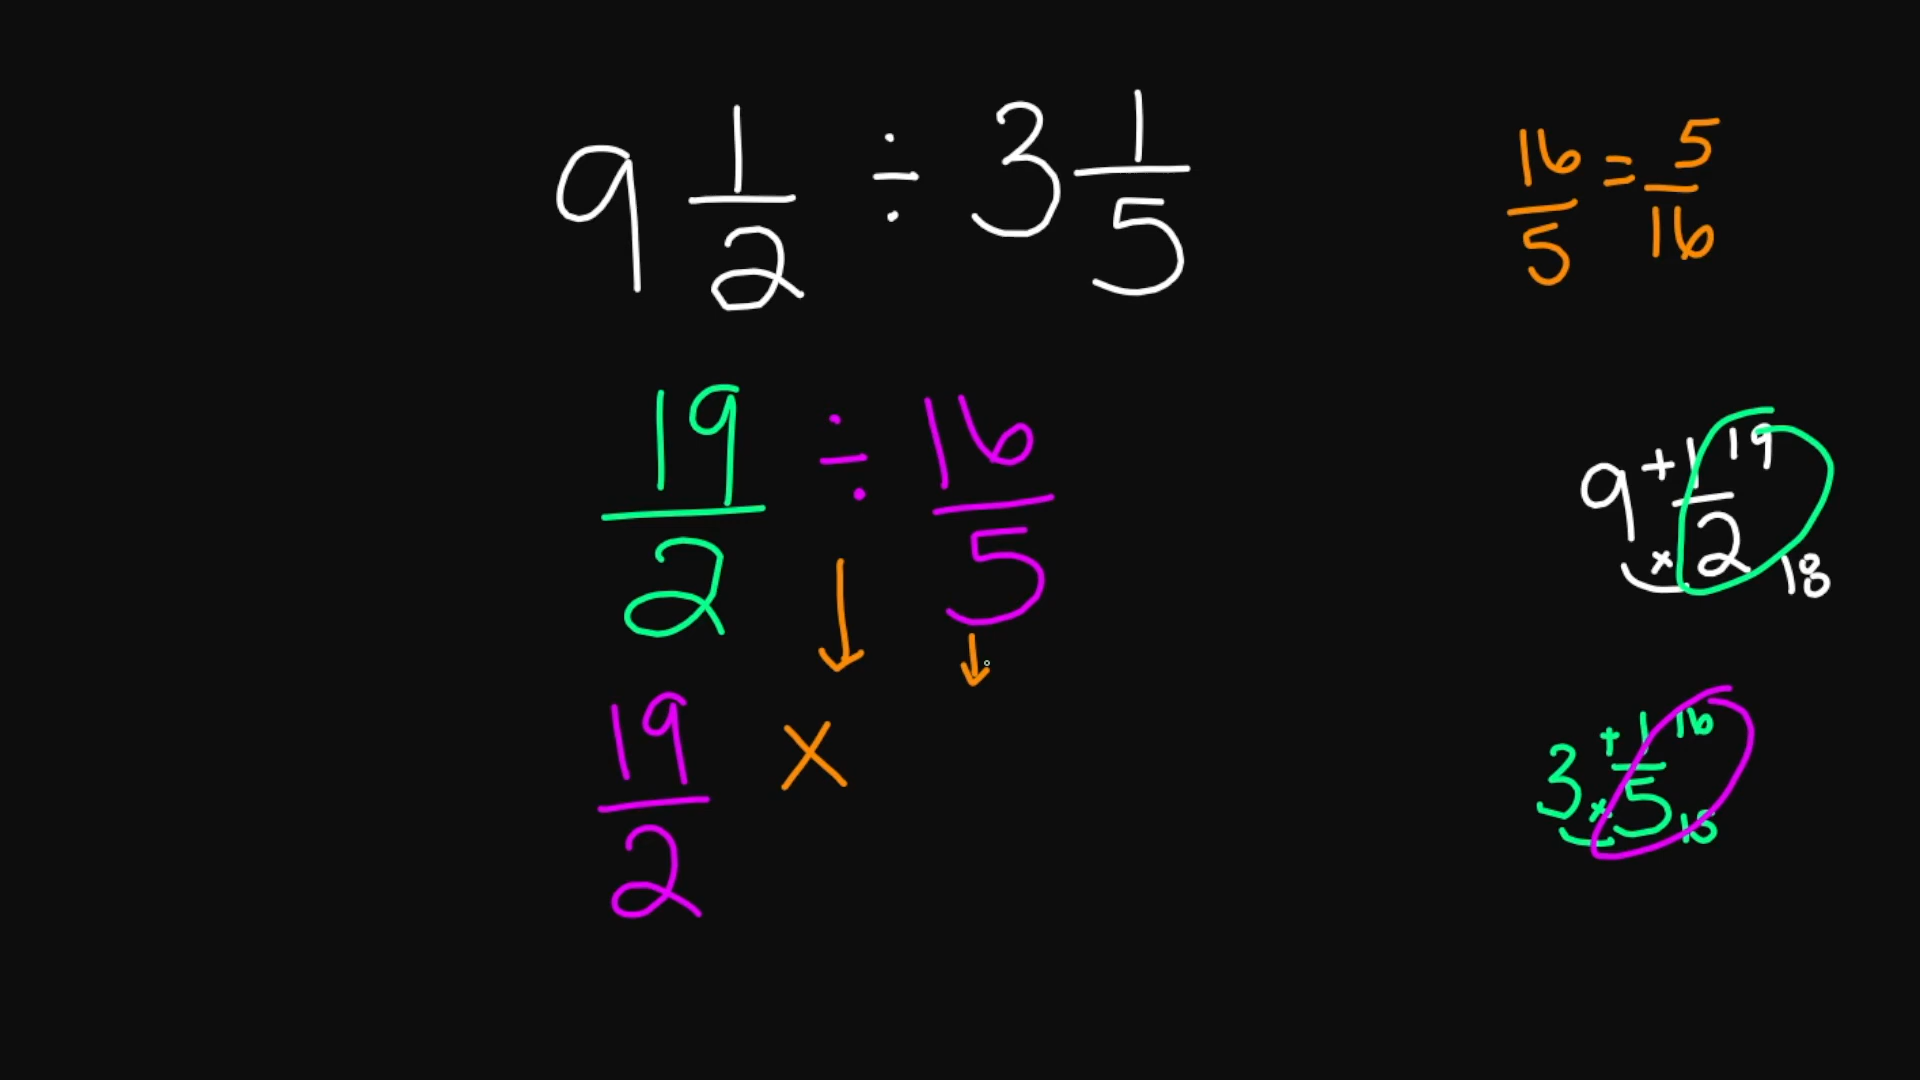 9 1/2 ÷ 3 1/5
16/5 = 5/16
19/2 ÷ 16/5
9 + 1 19
× 2 18
19/2 ×
3 + 1 16
× 5 15